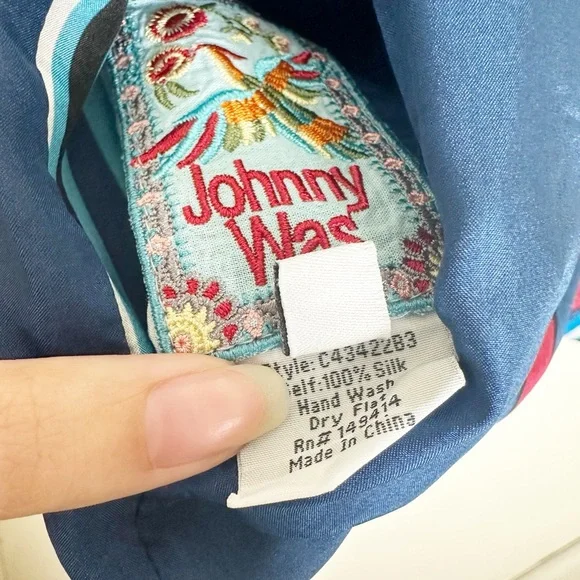 Johnny
Was
Style: C43422B3
Self:100% Silk
Hand Wash
Dry Flat
Rn# 149414
Made In China